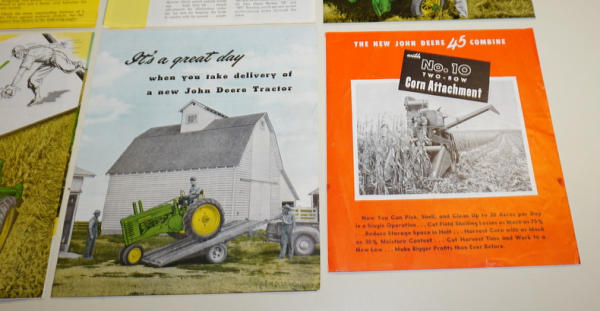 It's a great day
when you take delivery of
a new John Deere Tractor
THE NEW JOHN DEERE 45 COMBINE
with
No. 10
TWO-ROW
Corn Attachment
Now You Can Pick, Shell, and Clean Up to 20 Acres per Day
in a Single Operation . . . Cut Field Shelling Losses as Much as 75%
. . . Reduce Storage Space in Half . . . Harvest Corn with as Much
as 30% Moisture Content . . . Cut Harvest Time and Work to a
New Low . . . Make Bigger Profits than Ever Before.